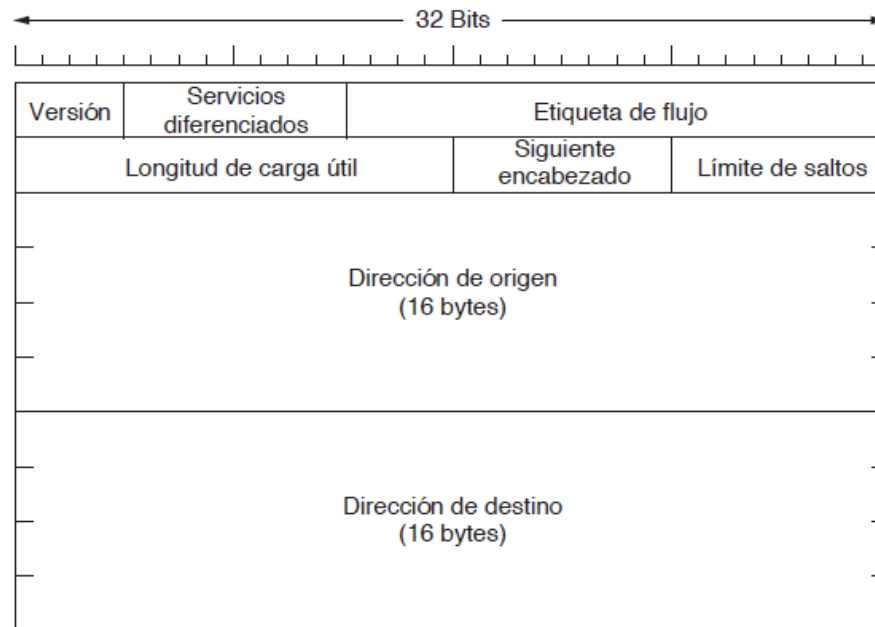 32 Bits
Versión
Servicios
diferenciados
Etiqueta de flujo
Longitud de carga útil
Siguiente
encabezado
Límite de saltos
Dirección de origen
(16 bytes)
Dirección de destino
(16 bytes)